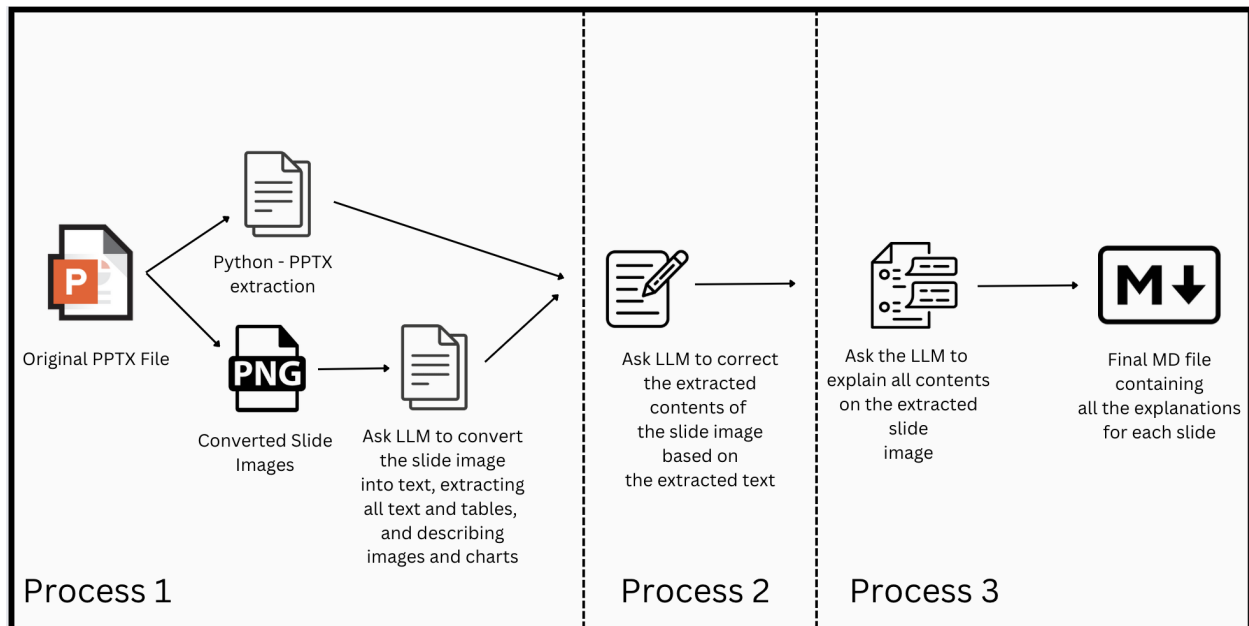 P
Original PPTX File
Python - PPTX
extraction
PNG
Converted Slide
Images
Ask LLM to convert
the slide image
into text, extracting
all text and tables,
and describing
images and charts
Process 1
Ask LLM to correct
the extracted
contents of
the slide image
based on
the extracted text
Process 2
Ask the LLM to
explain all contents
on the extracted
slide
image
M
Final MD file
containing
all the explanations
for each slide
Process 3